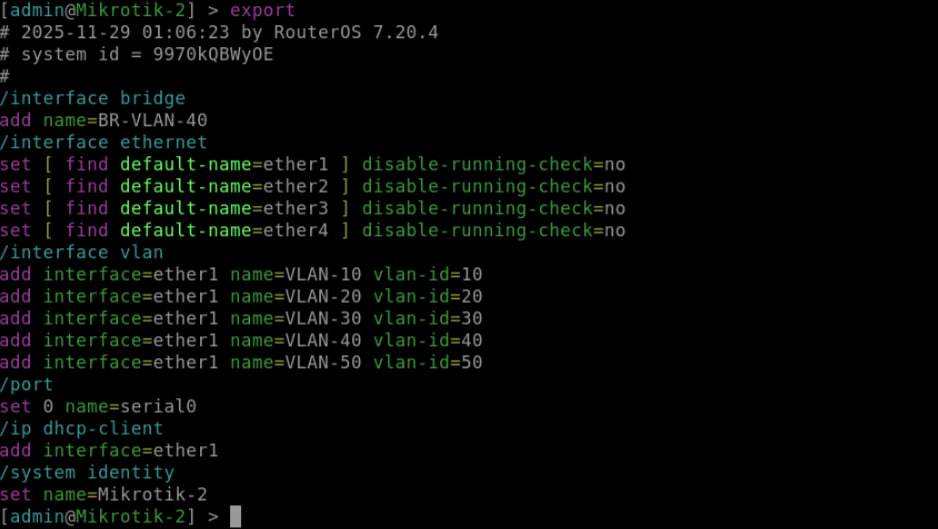 [admin@Mikrotik-2] > export
# 2025-11-29 01:06:23 by RouterOS 7.20.4
# system id = 9970kQBWyOE
#
/interface bridge
add name=BR-VLAN-40
/interface ethernet
set [ find default-name=ether1 ] disable-running-check=no
set [ find default-name=ether2 ] disable-running-check=no
set [ find default-name=ether3 ] disable-running-check=no
set [ find default-name=ether4 ] disable-running-check=no
/interface vlan
add interface=ether1 name=VLAN-10 vlan-id=10
add interface=ether1 name=VLAN-20 vlan-id=20
add interface=ether1 name=VLAN-30 vlan-id=30
add interface=ether1 name=VLAN-40 vlan-id=40
add interface=ether1 name=VLAN-50 vlan-id=50
/port
set 0 name=serial0
/ip dhcp-client
add interface=ether1
/system identity
set name=Mikrotik-2
[admin@Mikrotik-2] >